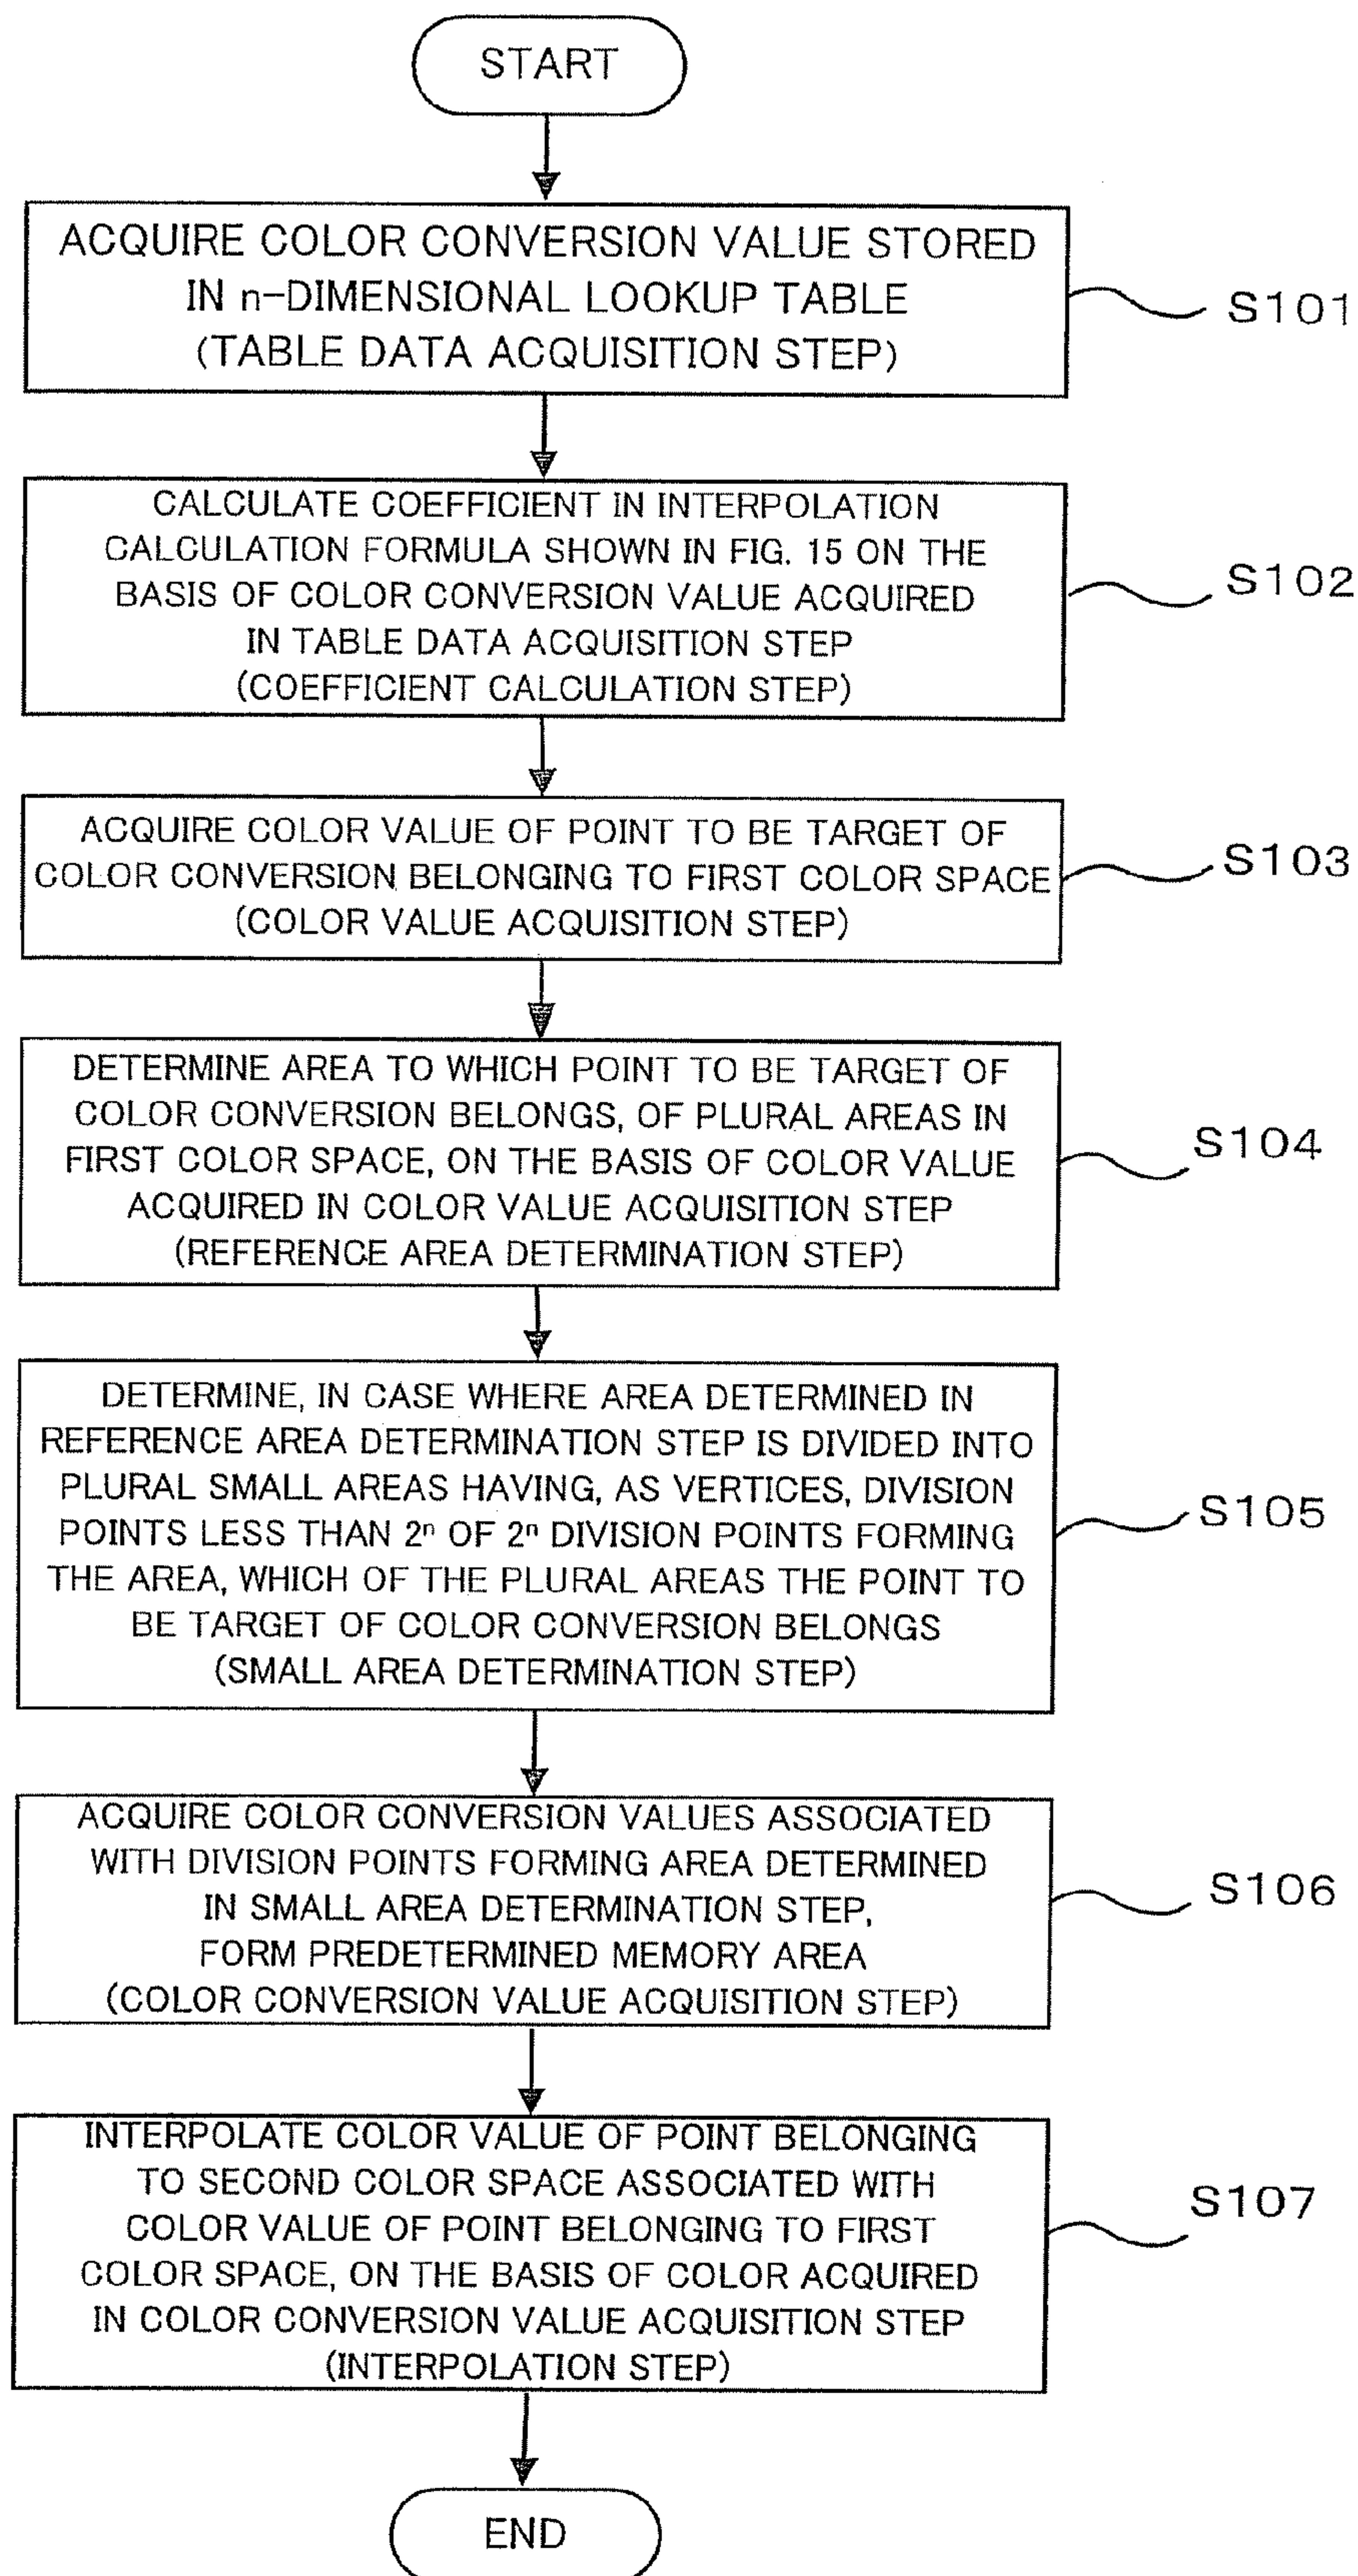 START
ACQUIRE COLOR CONVERSION VALUE STORED
IN n-DIMENSIONAL LOOKUP TABLE
(TABLE DATA ACQUISITION STEP)
S101
CALCULATE COEFFICIENT IN INTERPOLATION
CALCULATION FORMULA SHOWN IN FIG. 15 ON THE
BASIS OF COLOR CONVERSION VALUE ACQUIRED
IN TABLE DATA ACQUISITION STEP
(COEFFICIENT CALCULATION STEP)
S102
ACQUIRE COLOR VALUE OF POINT TO BE TARGET OF
COLOR CONVERSION BELONGING TO FIRST COLOR SPACE
(COLOR VALUE ACQUISITION STEP)
S103
DETERMINE AREA TO WHICH POINT TO BE TARGET OF
COLOR CONVERSION BELONGS, OF PLURAL AREAS IN
FIRST COLOR SPACE, ON THE BASIS OF COLOR VALUE
ACQUIRED IN COLOR VALUE ACQUISITION STEP
(REFERENCE AREA DETERMINATION STEP)
S104
DETERMINE, IN CASE WHERE AREA DETERMINED IN
REFERENCE AREA DETERMINATION STEP IS DIVIDED INTO
PLURAL SMALL AREAS HAVING, AS VERTICES, DIVISION
POINTS LESS THAN 2ⁿ OF 2ⁿ DIVISION POINTS FORMING
THE AREA, WHICH OF THE PLURAL AREAS THE POINT TO
BE TARGET OF COLOR CONVERSION BELONGS
(SMALL AREA DETERMINATION STEP)
S105
ACQUIRE COLOR CONVERSION VALUES ASSOCIATED
WITH DIVISION POINTS FORMING AREA DETERMINED
IN SMALL AREA DETERMINATION STEP,
FORM PREDETERMINED MEMORY AREA
(COLOR CONVERSION VALUE ACQUISITION STEP)
S106
INTERPOLATE COLOR VALUE OF POINT BELONGING
TO SECOND COLOR SPACE ASSOCIATED WITH
COLOR VALUE OF POINT BELONGING TO FIRST
COLOR SPACE, ON THE BASIS OF COLOR ACQUIRED
IN COLOR CONVERSION VALUE ACQUISITION STEP
(INTERPOLATION STEP)
S107
END